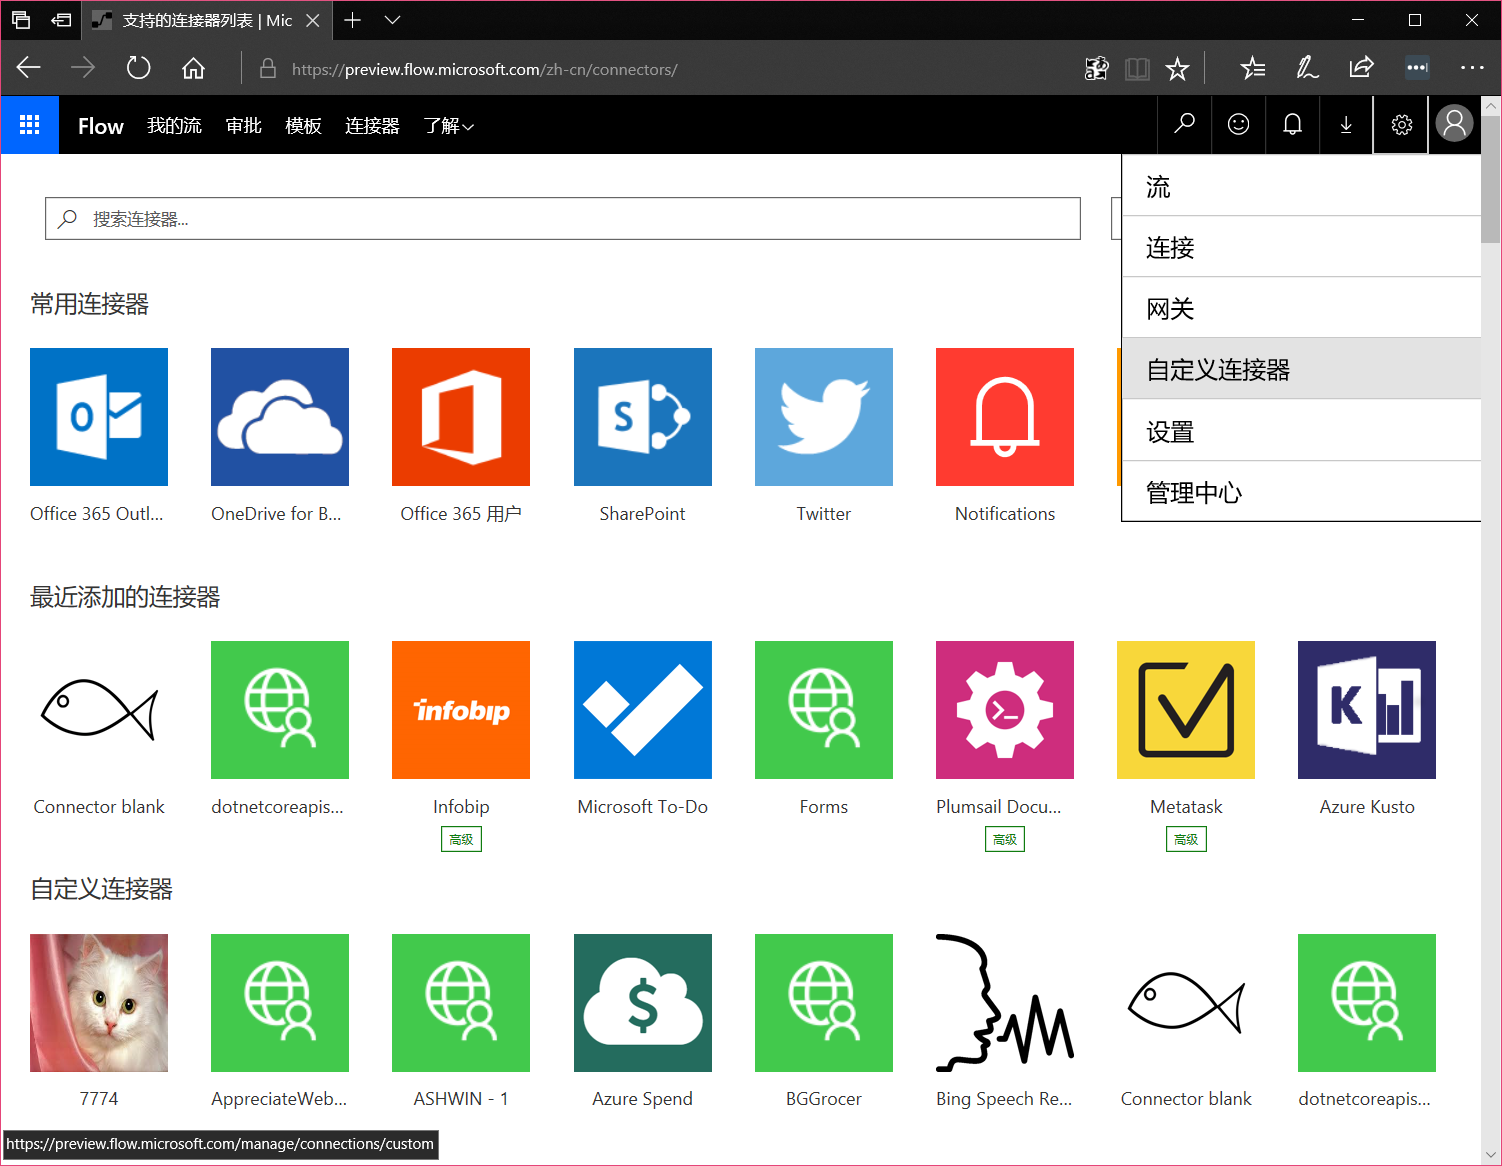 支持的连接器列表 | Mic
https://preview.flow.microsoft.com/zh-cn/connectors/
Flow 我的流 审批 模板 连接器 了解
搜索连接器...
流
连接
网关
自定义连接器
设置
管理中心
常用连接器
Office 365 Outl... OneDrive for B... Office 365 用户 SharePoint Twitter Notifications
最近添加的连接器
infobip
Connector blank dotnetcoreapis... Infobip Microsoft To-Do Forms Plumsail Docu... Metatask Azure Kusto
高级 高级 高级
自定义连接器
7774 AppreciateWeb... ASHWIN - 1 Azure Spend BGGrocer Bing Speech Re... Connector blank dotnetcoreapis...
https://preview.flow.microsoft.com/manage/connections/custom